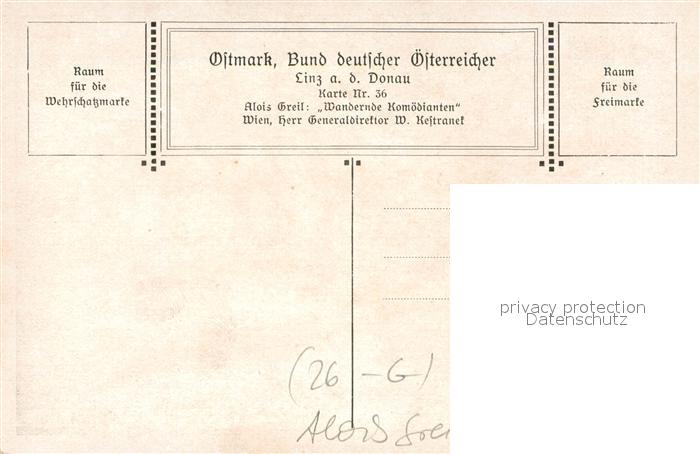 Raum
für die
Wehrschatzmarke
Ostmark, Bund deutscher Österreicher
Linz a. d. Donau
Karte Nr. 36
Alois Greil: „Wandernde Komödianten“
Wien, Herr Generaldirektor W. Kestranek
Raum
für die
Freimarke
privacy protection
Datenschutz
(26 – G)
Alois